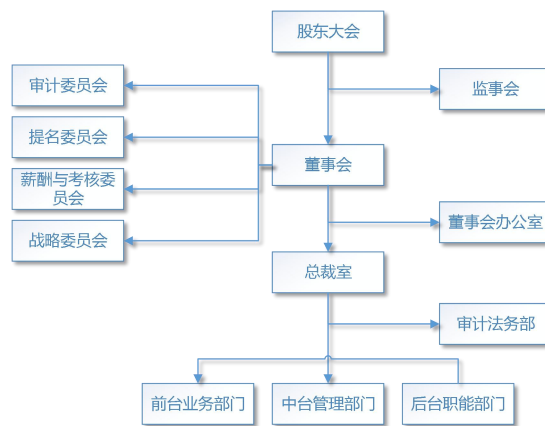 股东大会
审计委员会
监事会
提名委员会
董事会
薪酬与考核委
员会
董事会办公室
战略委员会
总裁室
审计法务部
前台业务部门
中台管理部门
后台职能部门